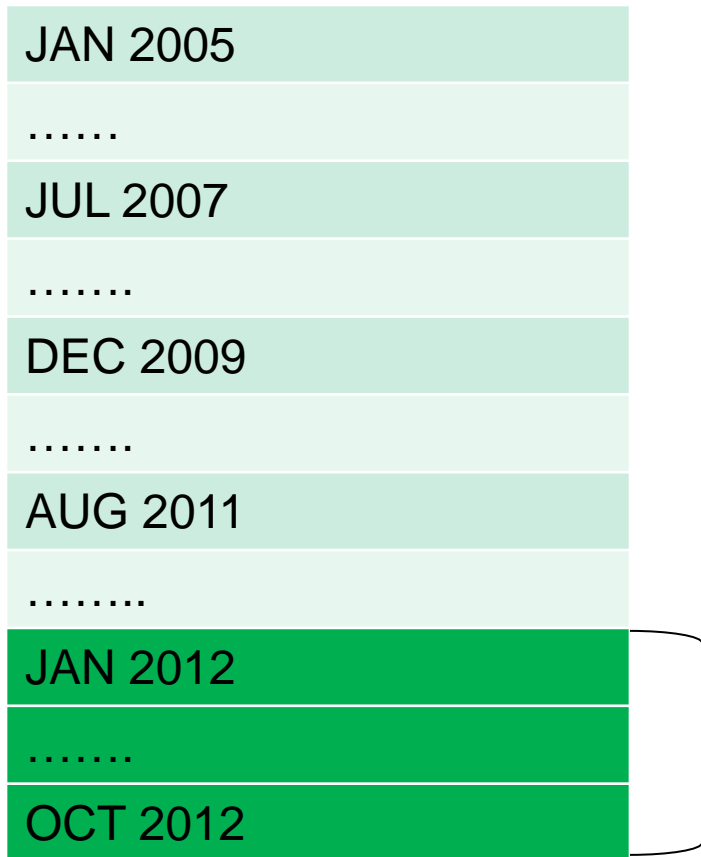 JAN 2005
……
JUL 2007
…….
DEC 2009
…….
AUG 2011
……..
JAN 2012
…….
OCT 2012